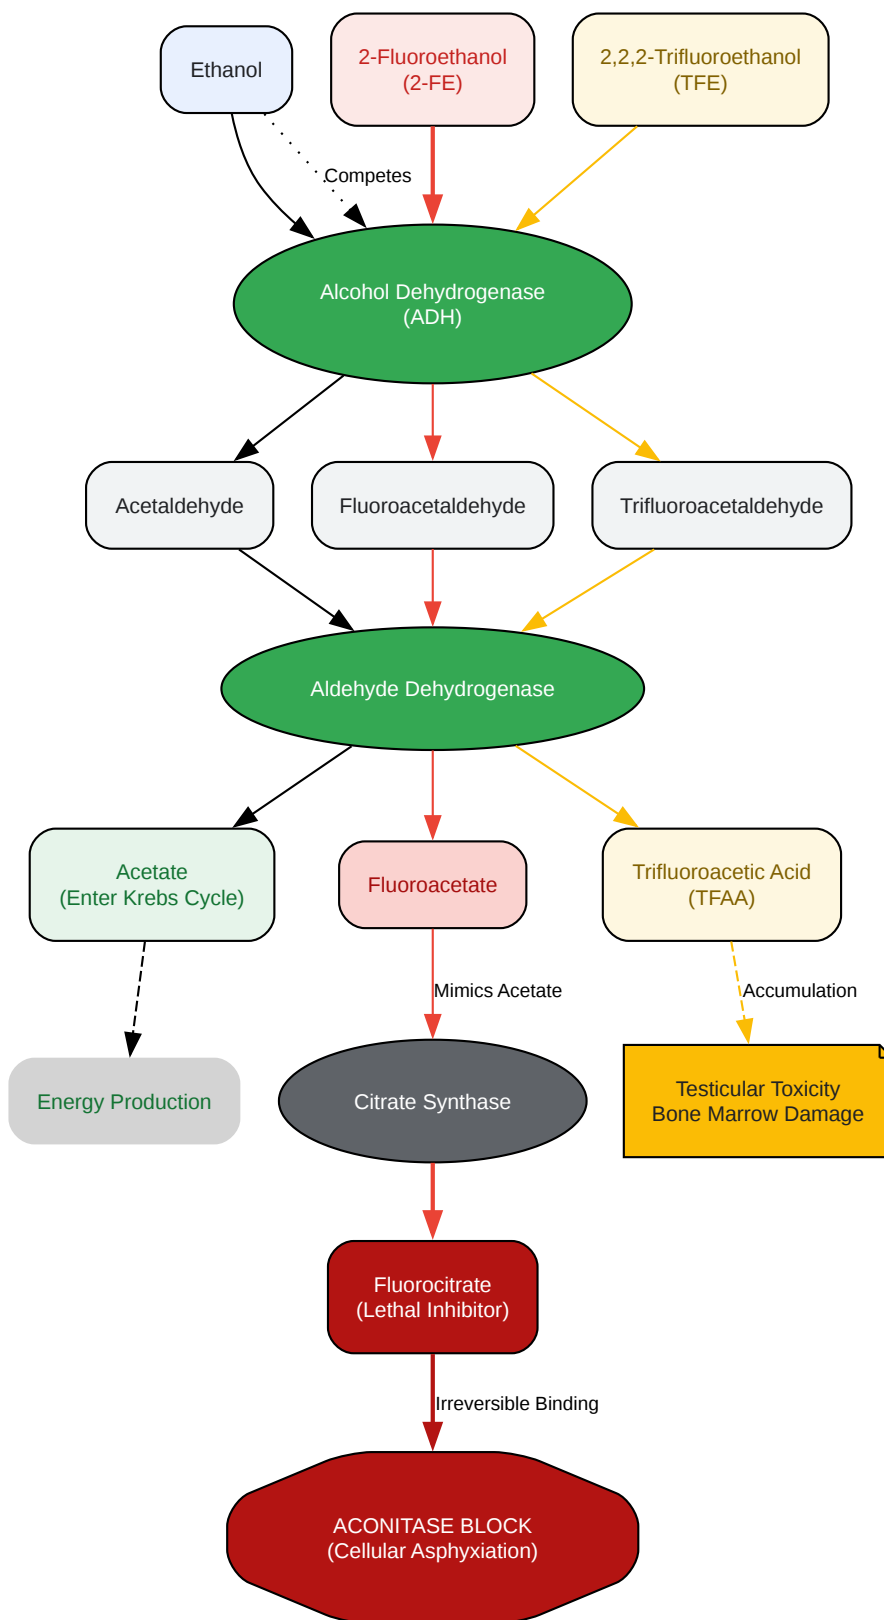 Ethanol
2-Fluoroethanol
(2-FE)
2,2,2-Trifluoroethanol
(TFE)
Competes
Alcohol Dehydrogenase
(ADH)
Acetaldehyde
Fluoroacetaldehyde
Trifluoroacetaldehyde
Aldehyde Dehydrogenase
Acetate
(Enter Krebs Cycle)
Fluoroacetate
Trifluoroacetic Acid
(TFAA)
Mimics Acetate
Accumulation
Energy Production
Citrate Synthase
Testicular Toxicity
Bone Marrow Damage
Fluorocitrate
(Lethal Inhibitor)
Irreversible Binding
ACONITASE BLOCK
(Cellular Asphyxiation)